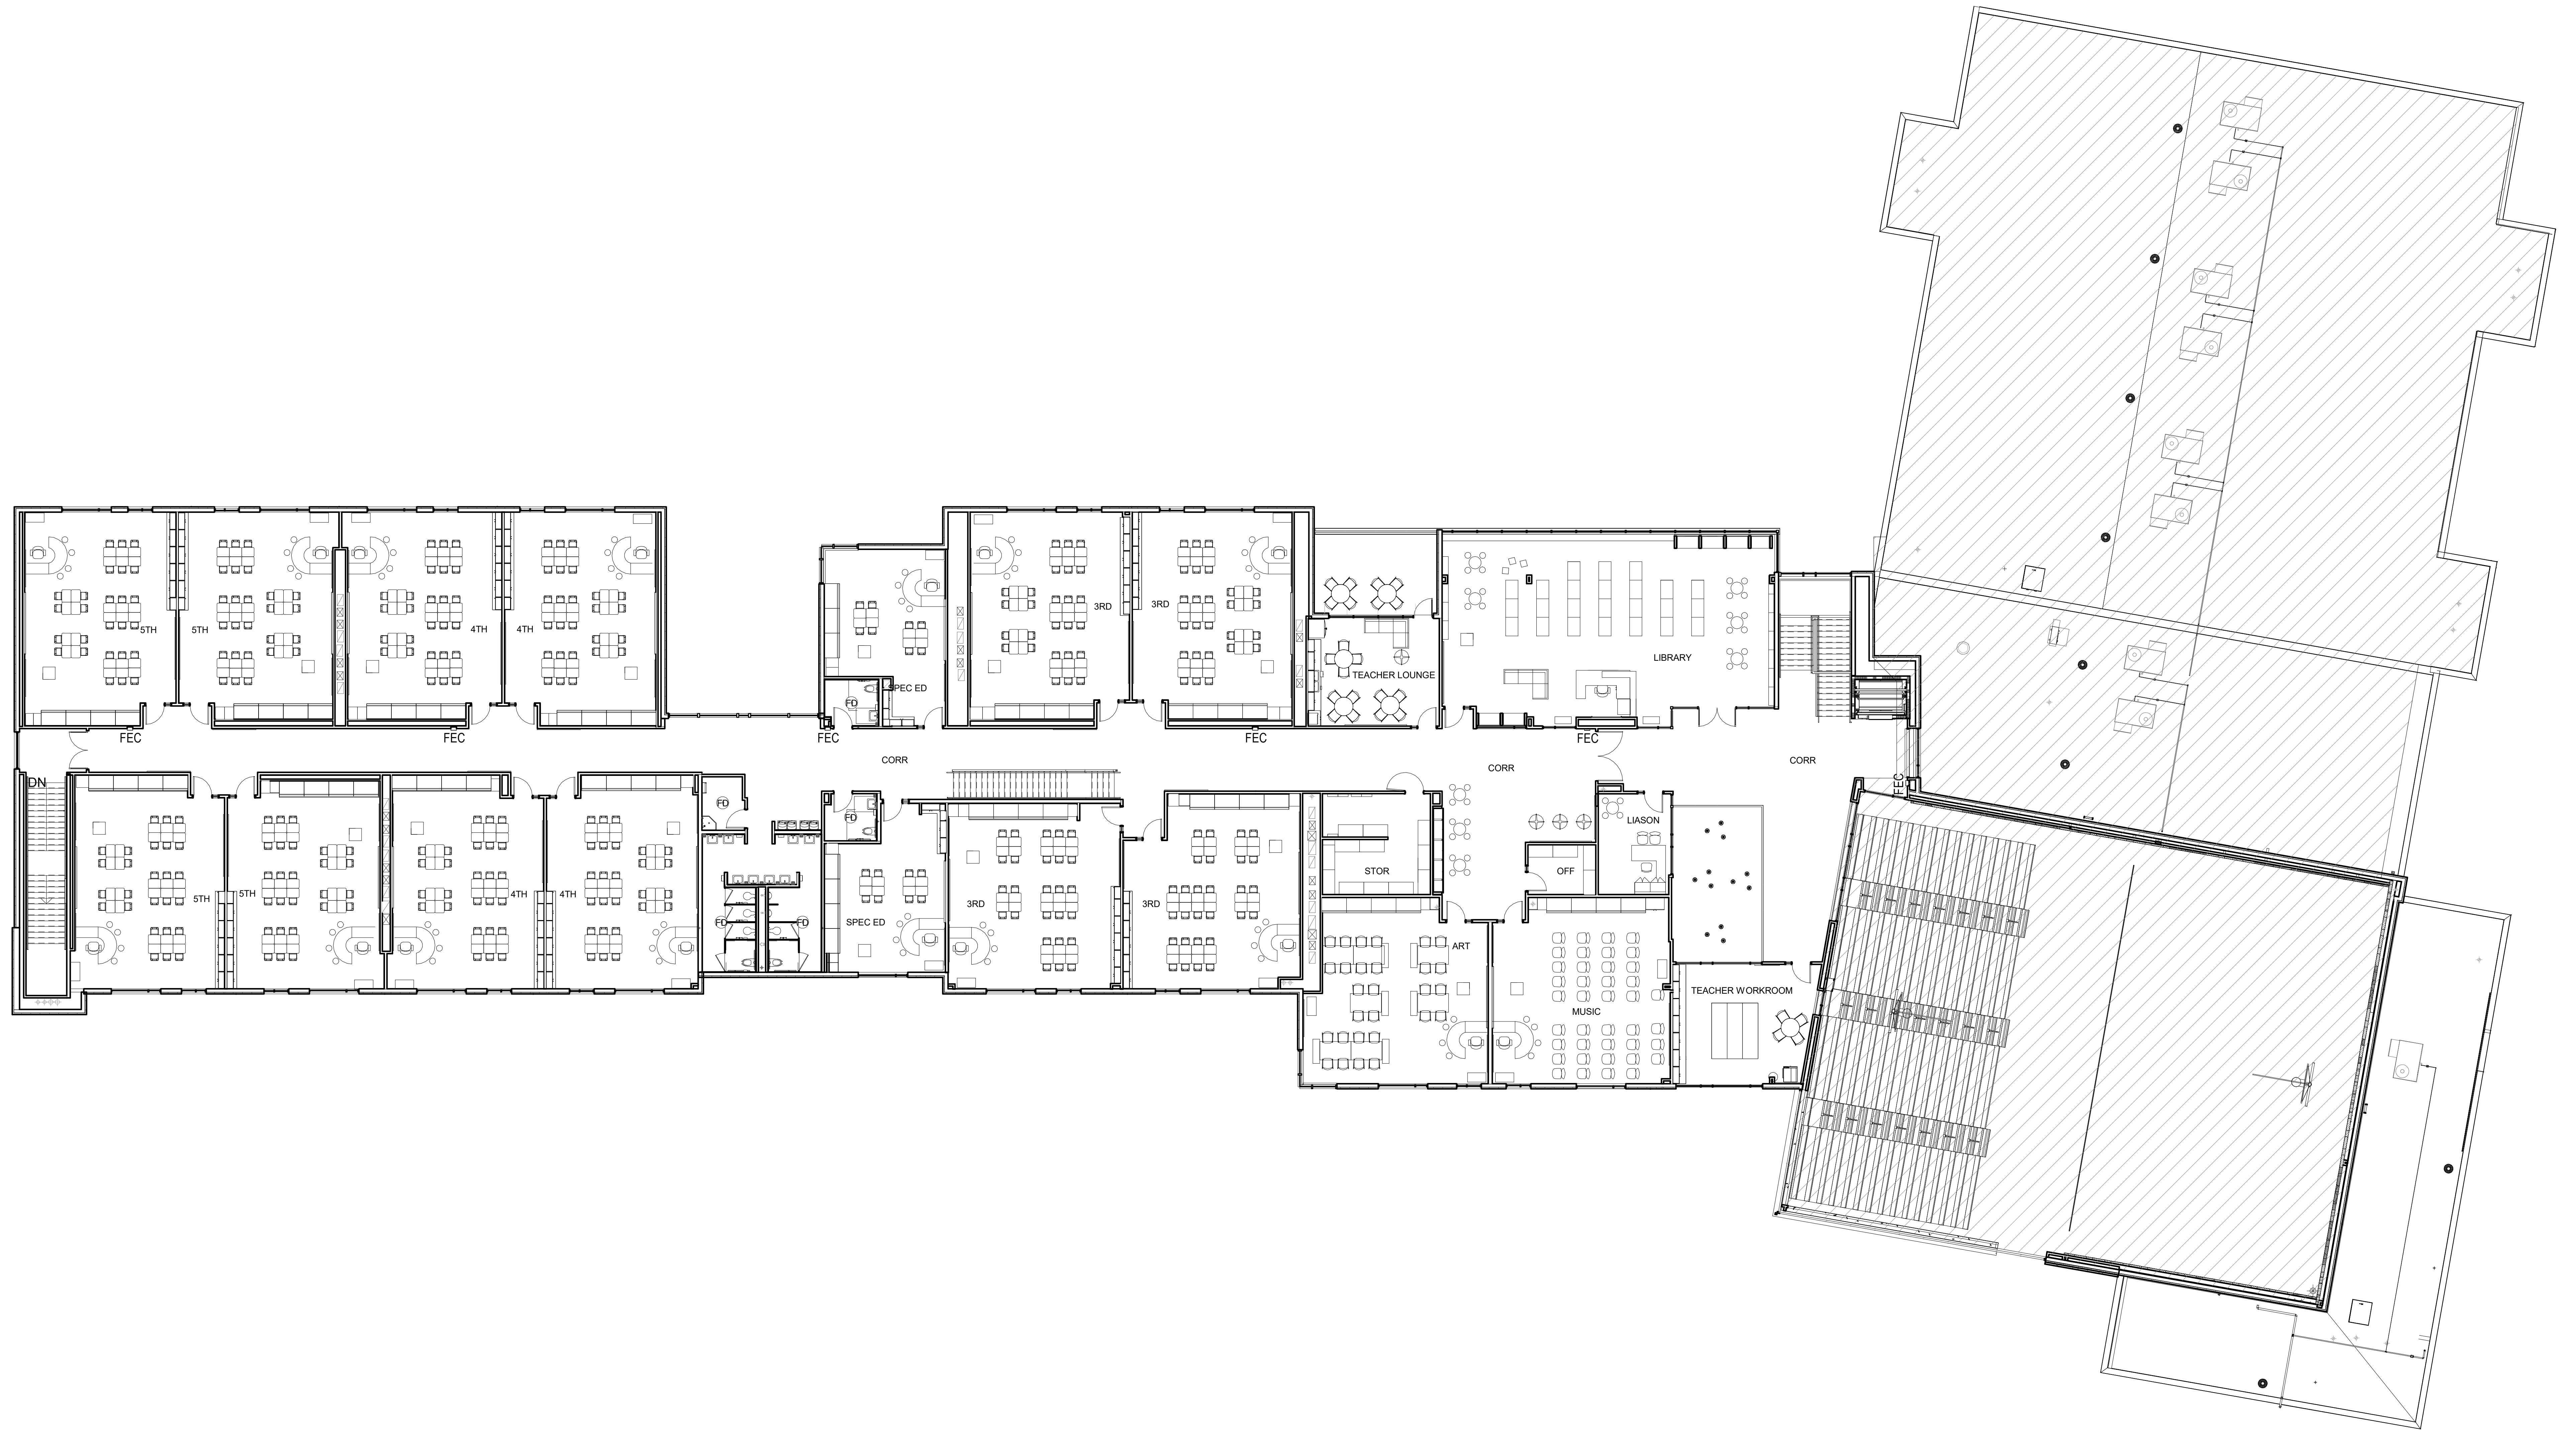 3RD
3RD
5TH
5TH
4TH
4TH
LIBRARY
TEACHER LOUNGE
SPEC ED
FD
FEC
FEC
FEC
FEC
FEC
CORR
CORR
CORR
DN
FEC
FD
FD
LIASON
STOR
OFF
5TH
5TH
4TH
4TH
3RD
3RD
FD
FD
SPEC ED
ART
TEACHER WORKROOM
MUSIC